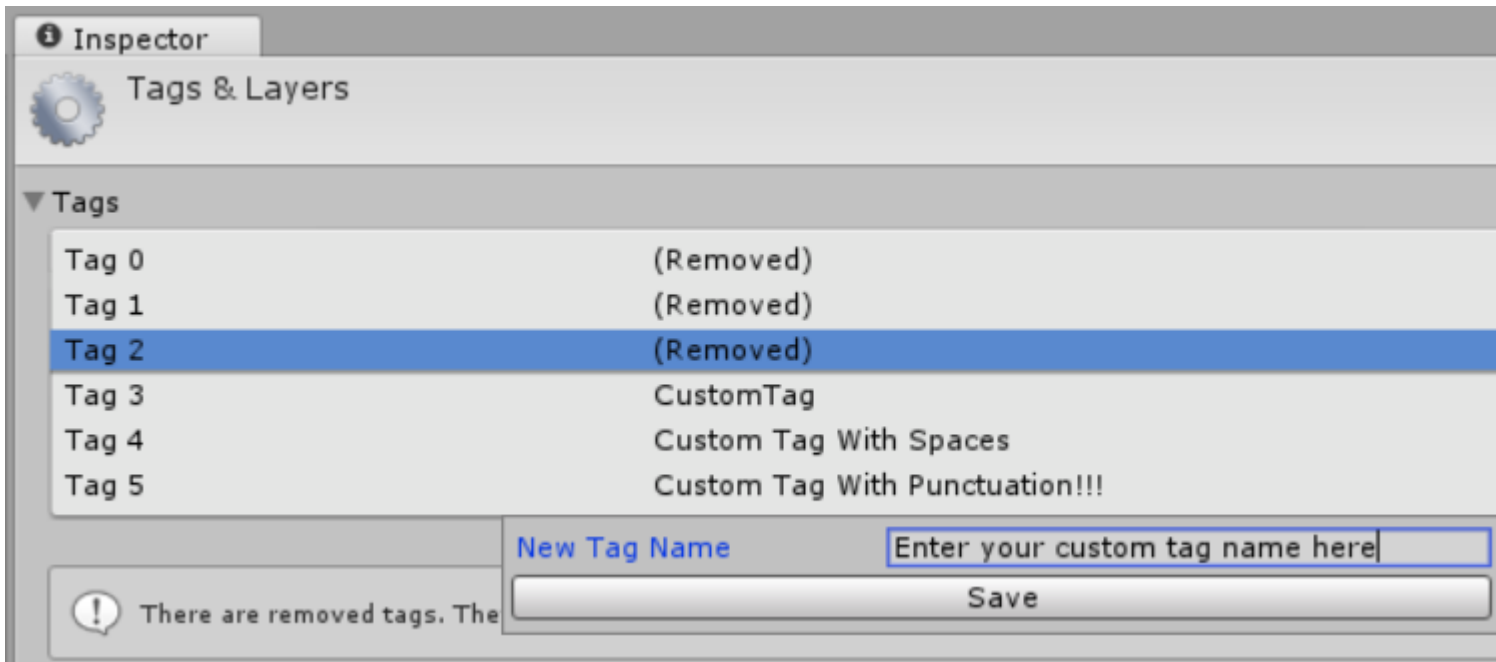 Inspector
Tags & Layers
Tags
Tag 0 (Removed)
Tag 1 (Removed)
Tag 2 (Removed)
Tag 3 CustomTag
Tag 4 Custom Tag With Spaces
Tag 5 Custom Tag With Punctuation!!!
New Tag Name Enter your custom tag name here
Save
There are removed tags. The